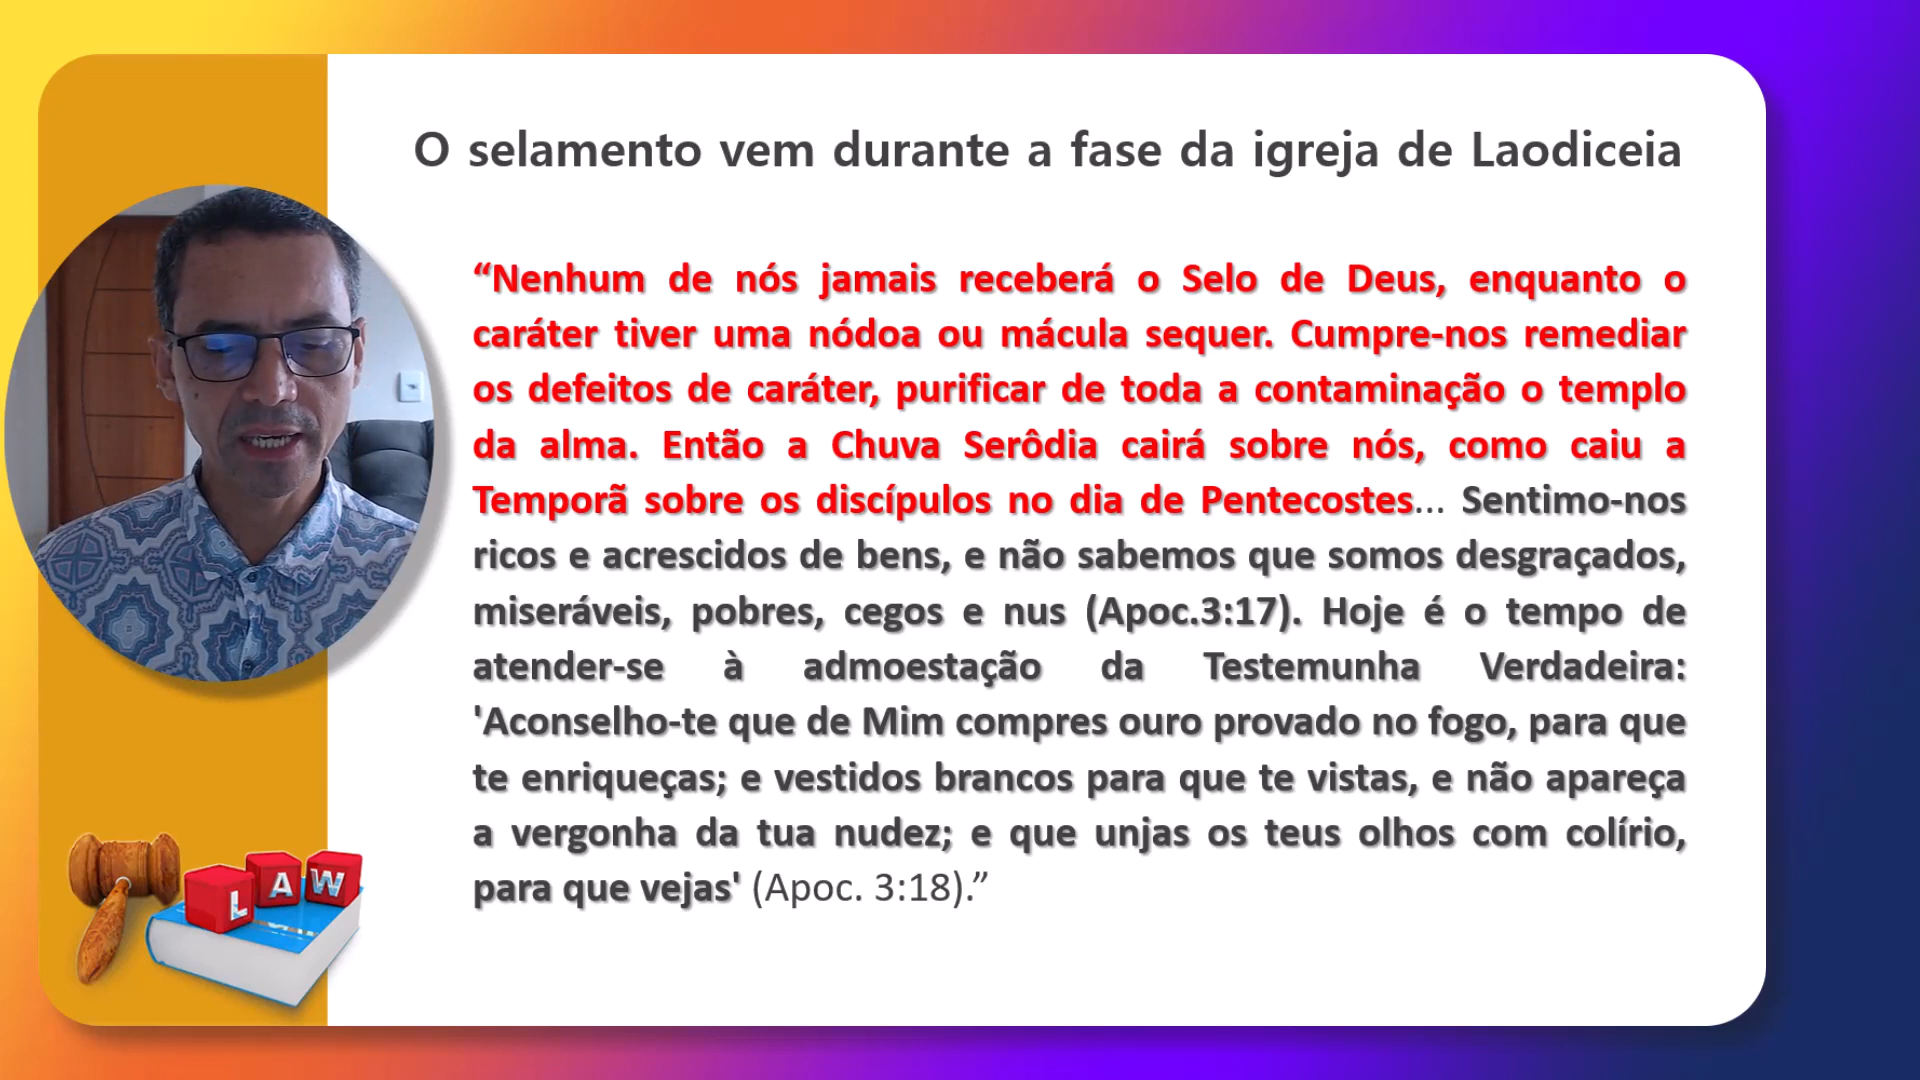 O selamento vem durante a fase da igreja de Laodiceia
“Nenhum de nós jamais receberá o Selo de Deus, enquanto o
caráter tiver uma nódoa ou mácula sequer. Cumpre-nos remediar
os defeitos de caráter, purificar de toda a contaminação o templo
da alma. Então a Chuva Serôdia cairá sobre nós, como caiu a
Temporã sobre os discípulos no dia de Pentecostes... Sentimo-nos
ricos e acrescidos de bens, e não sabemos que somos desgraçados,
miseráveis, pobres, cegos e nus (Apoc.3:17). Hoje é o tempo de
atender-se à admoestação da Testemunha Verdadeira:
'Aconselho-te que de Mim compres ouro provado no fogo, para que
te enriqueças; e vestidos brancos para que te vistas, e não apareça
a vergonha da tua nudez; e que unjas os teus olhos com colírio,
para que vejas' (Apoc. 3:18).”
LAW